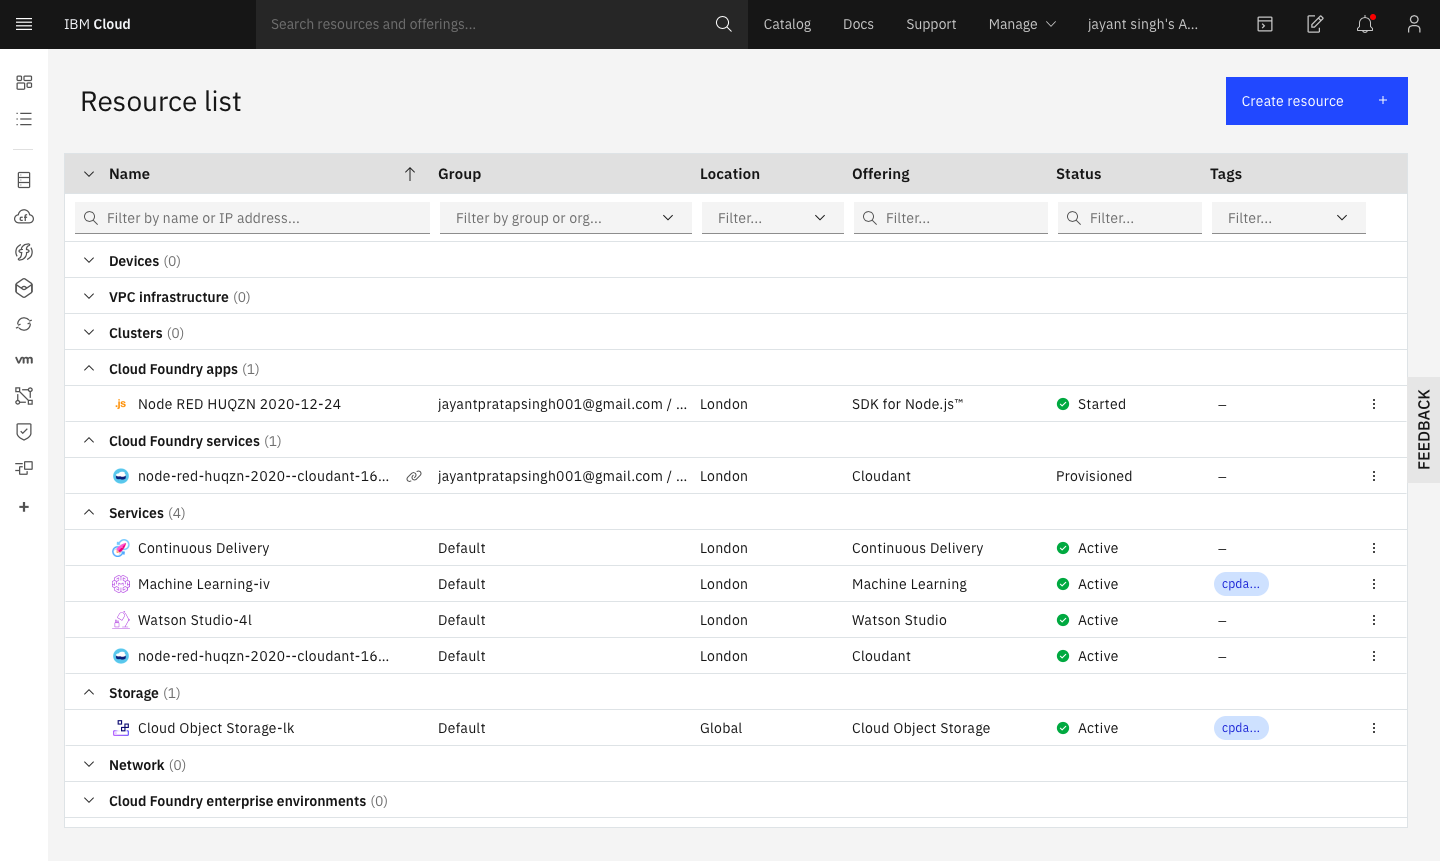 IBM Cloud Search resources and offerings... Catalog Docs Support Manage jayant singh's A...
Resource list
Create resource +
Name Group Location Offering Status Tags
Filter by name or IP address... Filter by group or org... Filter... Filter... Filter... Filter...
Devices (0)
VPC infrastructure (0)
Clusters (0)
Cloud Foundry apps (1)
.js Node RED HUQZN 2020-12-24 jayantpratapsingh001@gmail.com / ... London SDK for Node.js™ Started –
Cloud Foundry services (1)
node-red-huqzn-2020--cloudant-16... jayantpratapsingh001@gmail.com / ... London Cloudant Provisioned –
Services (4)
Continuous Delivery Default London Continuous Delivery Active –
Machine Learning-iv Default London Machine Learning Active cpda...
Watson Studio-4l Default London Watson Studio Active –
node-red-huqzn-2020--cloudant-16... Default London Cloudant Active –
Storage (1)
Cloud Object Storage-lk Default Global Cloud Object Storage Active cpda...
Network (0)
Cloud Foundry enterprise environments (0)
cf
vm
+
FEEDBACK